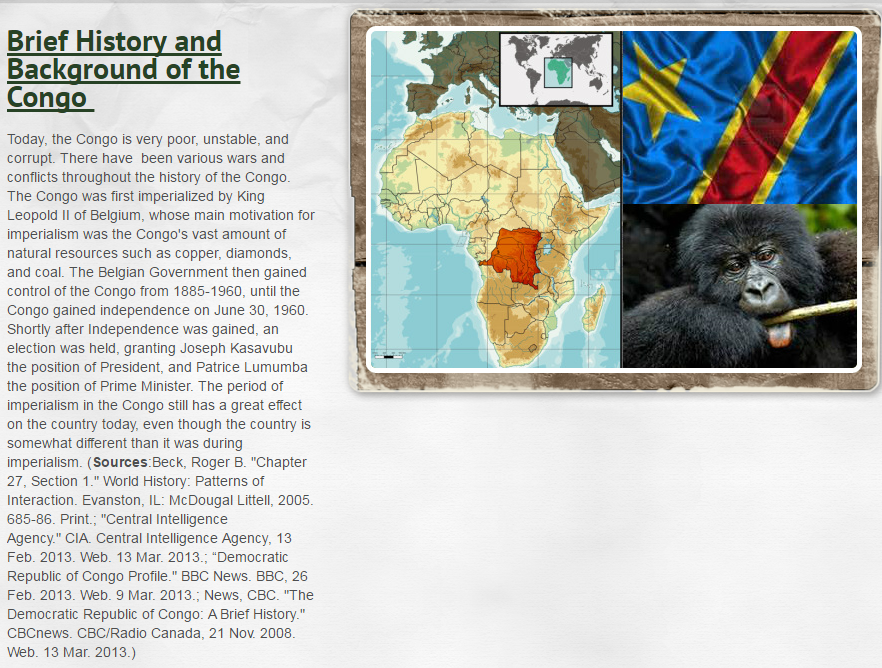 Brief History and
Background of the
Congo
Today, the Congo is very poor, unstable, and
corrupt. There have  been various wars and
conflicts throughout the history of the Congo.
The Congo was first imperialized by King
Leopold II of Belgium, whose main motivation for
imperialism was the Congo's vast amount of
natural resources such as copper, diamonds,
and coal. The Belgian Government then gained
control of the Congo from 1885-1960, until the
Congo gained independence on June 30, 1960.
Shortly after Independence was gained, an
election was held, granting Joseph Kasavubu
the position of President, and Patrice Lumumba
the position of Prime Minister. The period of
imperialism in the Congo still has a great effect
on the country today, even though the country is
somewhat different than it was during
imperialism. (Sources:Beck, Roger B. "Chapter
27, Section 1." World History: Patterns of
Interaction. Evanston, IL: McDougal Littell, 2005.
685-86. Print.; "Central Intelligence
Agency." CIA. Central Intelligence Agency, 13
Feb. 2013. Web. 13 Mar. 2013.; “Democratic
Republic of Congo Profile." BBC News. BBC, 26
Feb. 2013. Web. 9 Mar. 2013.; News, CBC. "The
Democratic Republic of Congo: A Brief History."
CBCnews. CBC/Radio Canada, 21 Nov. 2008.
Web. 13 Mar. 2013.)